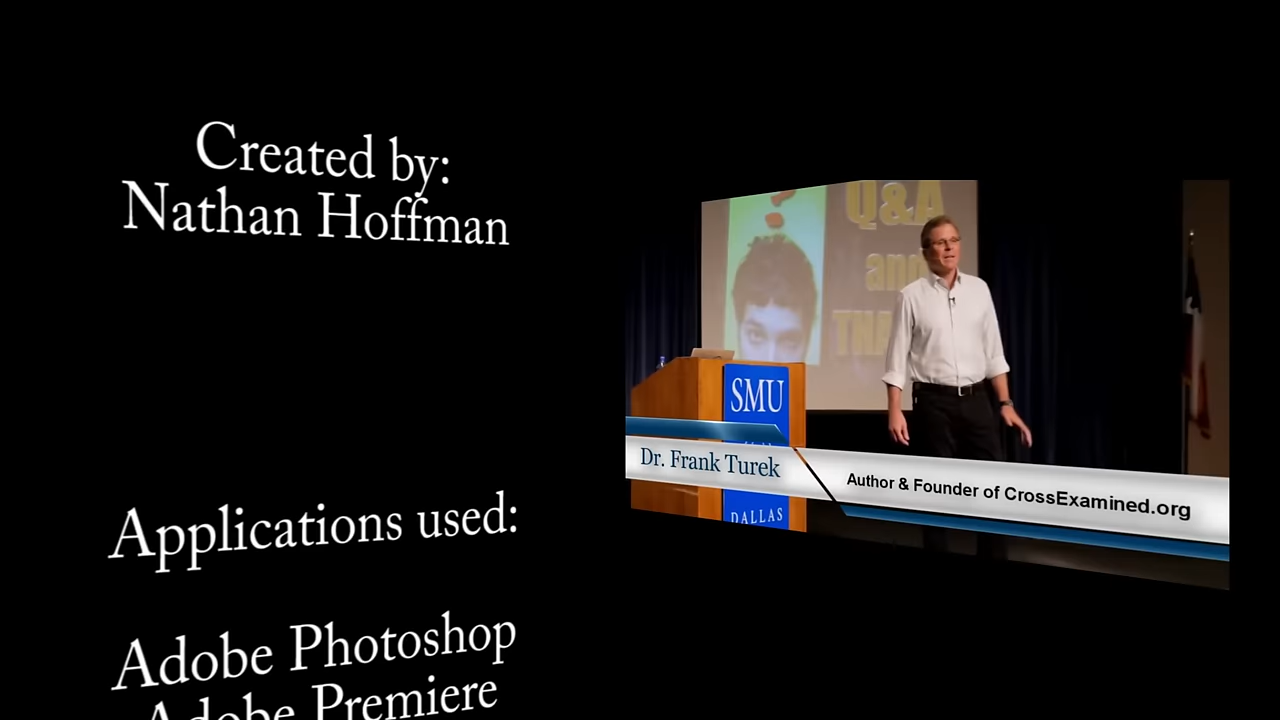 Created by:
Nathan Hoffman
Applications used:
Adobe Photoshop
Adobe Premiere
Q&A
and
SMU
DALLAS
Dr. Frank Turek
Author & Founder of CrossExamined.org